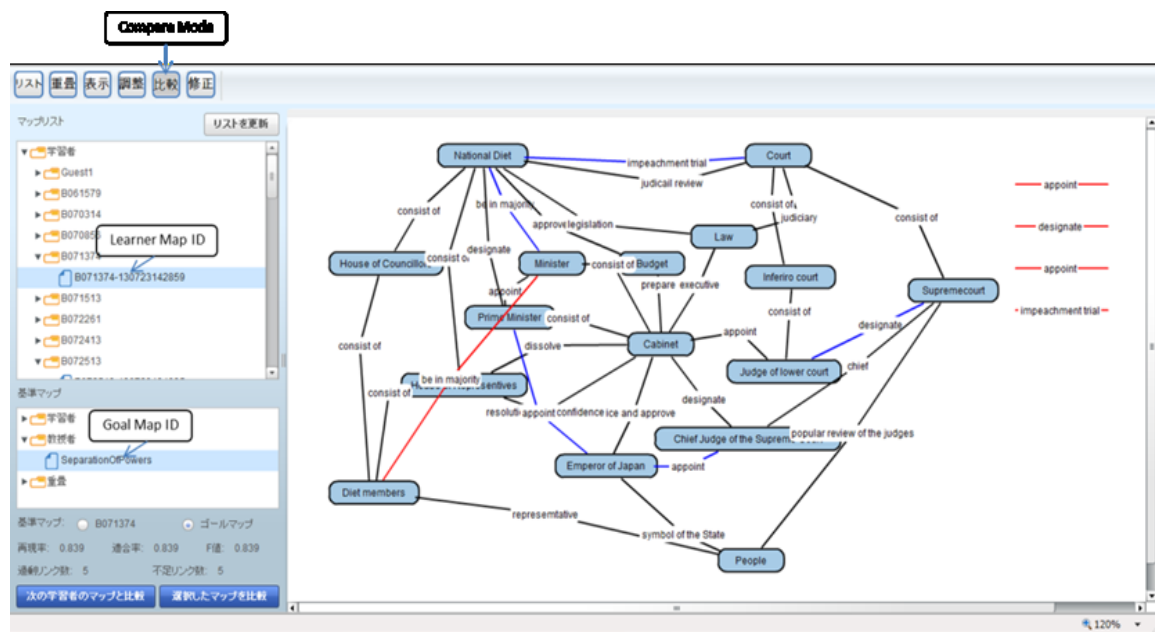 Compare Mode
リスト 重畳 表示 調整 比較 修正
マップリスト リストを更新
学習者
Guest1
B061579
B070314
B070855
Learner Map ID
B071374
B071374-130723142859
B071513
B072261
B072413
B072513
基準マップ
学習者
Goal Map ID
教授者
SeparationOfPowers
重畳
基準マップ: B071374 ゴールマップ
再現率: 0.839 適合率: 0.839 F値: 0.839
過剰リンク数: 5 不足リンク数: 5
次の学習者のマップと比較 選択したマップを比較
National Diet
impeachment trial
Court
judicail review
appoint
consist of
be in majority
consist of
approve
legislation
judiciary
consist of
designate
Law
consist of
designate
House of Councillors
Minister
consist of
Budget
appoint
Inferiro court
prepare
executive
Supremecourt
appoint
impeachment trial
Prime Minister
consist of
consist of
appoint
designate
consist of
dissolve
Cabinet
chief
Judge of lower court
be in majority
House of Representives
consist of
designate
appoint
confidence
ice and approve
popular review of the judges
Chief Judge of the Supreme
Emperor of Japan
appoint
Diet members
represemtative
symbol of the State
People
120%